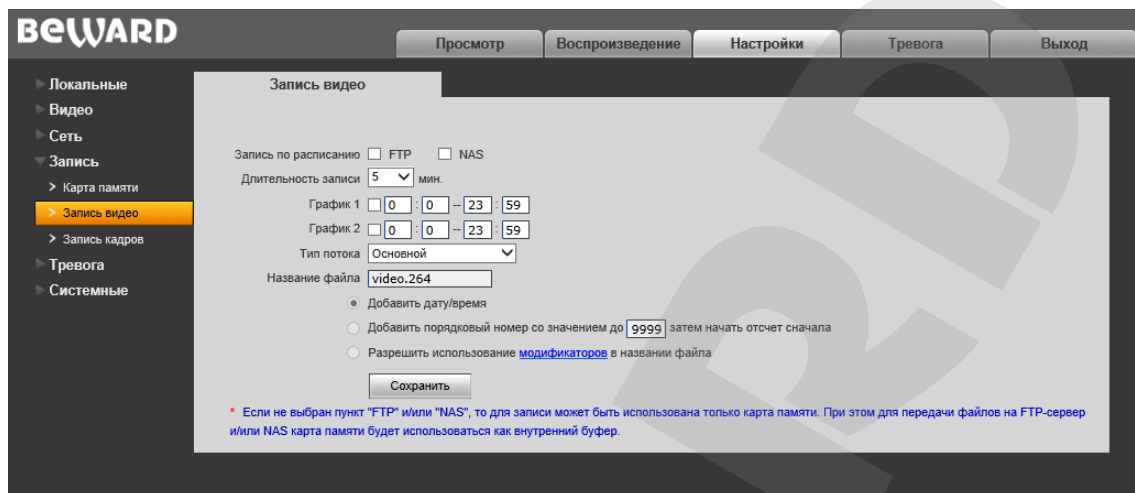 BEWARD
Просмотр Воспроизведение Настройки Тревога Выход
Локальные
Видео
Сеть
Запись
Карта памяти
Запись видео
Запись кадров
Тревога
Системные
Запись видео
Запись по расписанию FTP NAS
Длительность записи 5 мин.
График 1 0 : 0 -- 23 : 59
График 2 0 : 0 -- 23 : 59
Тип потока Основной
Название файла video.264
Добавить дату/время
Добавить порядковый номер со значением до 9999 затем начать отсчет сначала
Разрешить использование модификаторов в названии файла
Сохранить
* Если не выбран пункт "FTP" и/или "NAS", то для записи может быть использована только карта памяти. При этом для передачи файлов на FTP-сервер
и/или NAS карта памяти будет использоваться как внутренний буфер.